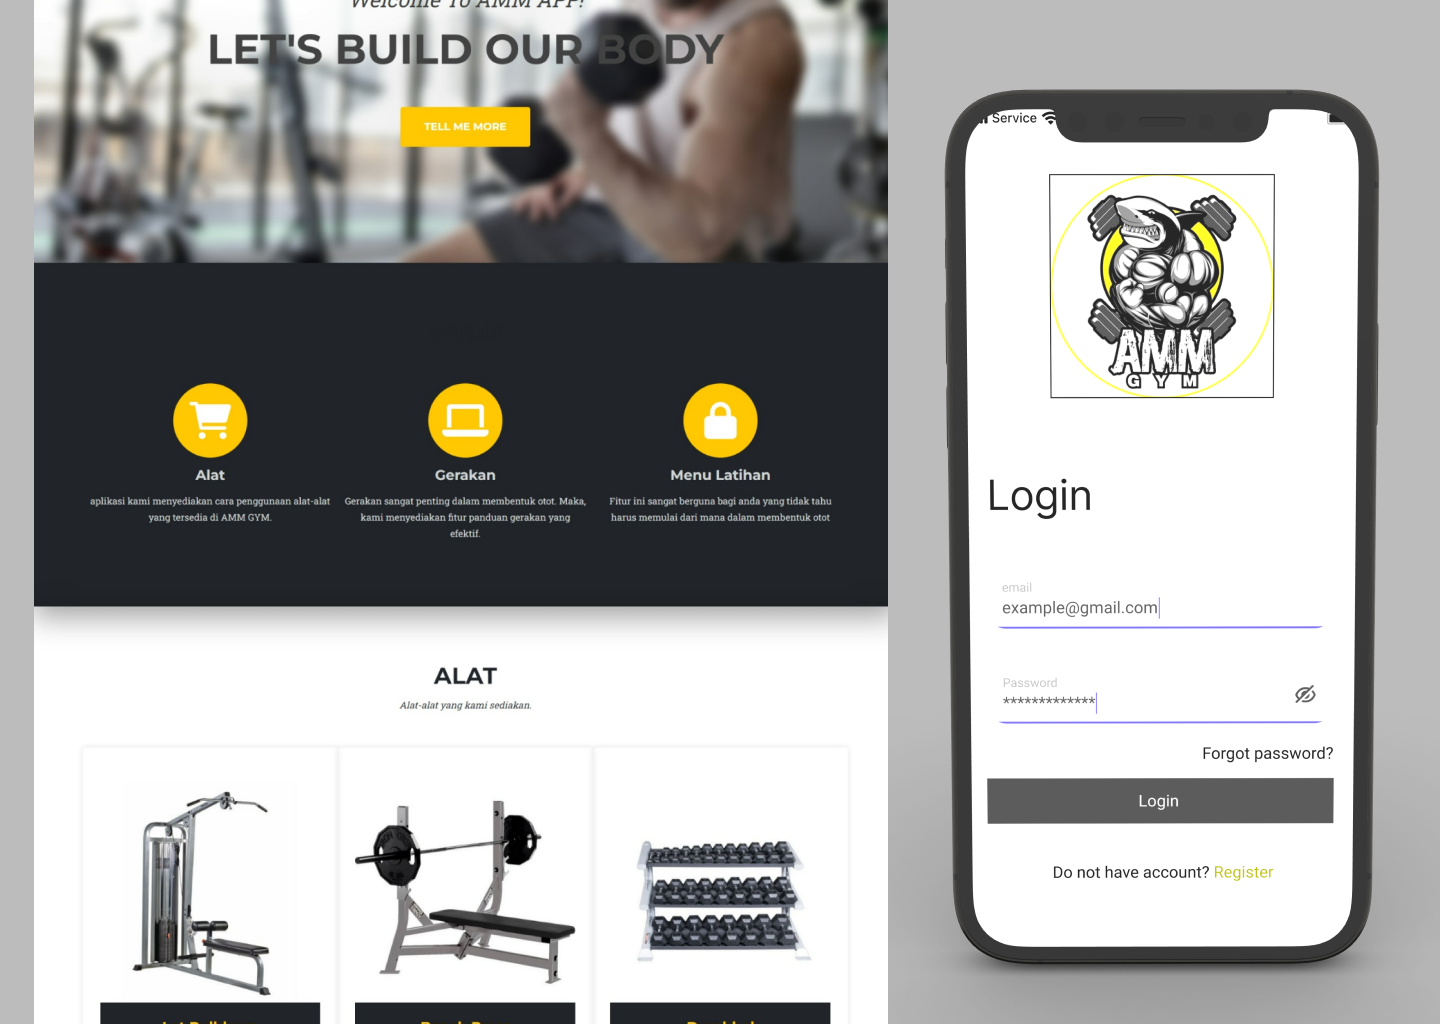 Welcome To AMM APP!
LET'S BUILD OUR BODY
TELL ME MORE
Alat
aplikasi kami menyediakan cara penggunaan alat-alat
yang tersedia di AMM GYM.
Gerakan
Gerakan sangat penting dalam membentuk otot. Maka,
kami menyediakan fitur panduan gerakan yang
efektif.
Menu Latihan
Fitur ini sangat berguna bagi anda yang tidak tahu
harus memulai dari mana dalam membentuk otot
ALAT
Alat-alat yang kami sediakan.
Service
AMM
GYM
Login
email
example@gmail.com
Password
*************
Forgot password?
Login
Do not have account? Register